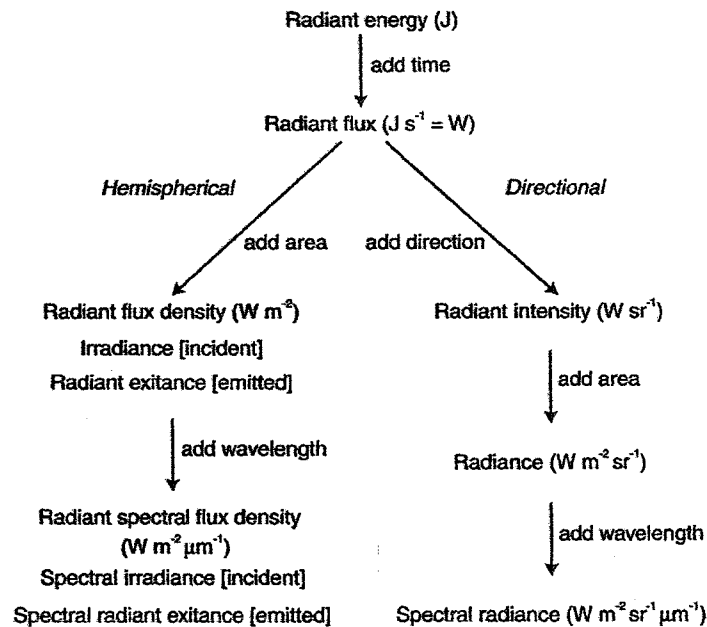 Radiant energy (J)
add time
Radiant flux (J s⁻¹ = W)
Hemispherical
Directional
add area
add direction
Radiant flux density (W m⁻²)
Irradiance [incident]
Radiant exitance [emitted]
Radiant intensity (W sr⁻¹)
add area
add wavelength
Radiance (W m⁻² sr⁻¹)
Radiant spectral flux density
(W m⁻² µm⁻¹)
Spectral irradiance [incident]
Spectral radiant exitance [emitted]
add wavelength
Spectral radiance (W m⁻² sr⁻¹ µm⁻¹)